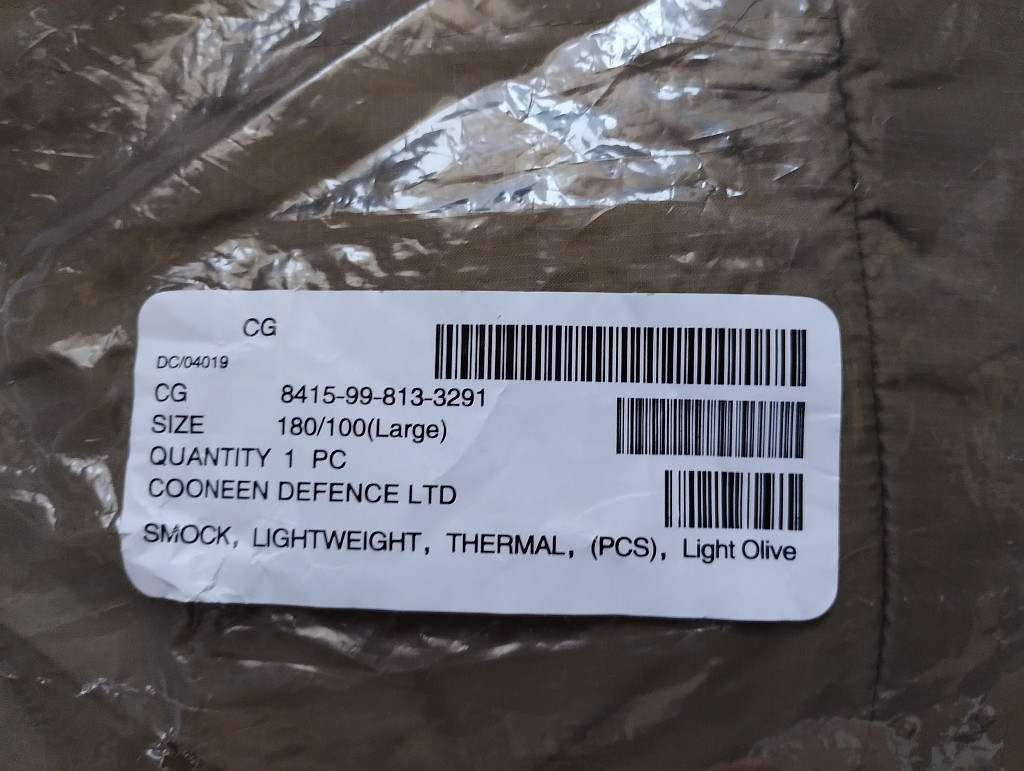 CG
DC/04019
CG 8415-99-813-3291
SIZE 180/100(Large)
QUANTITY 1 PC
COONEEN DEFENCE LTD
SMOCK, LIGHTWEIGHT, THERMAL, (PCS), Light Olive